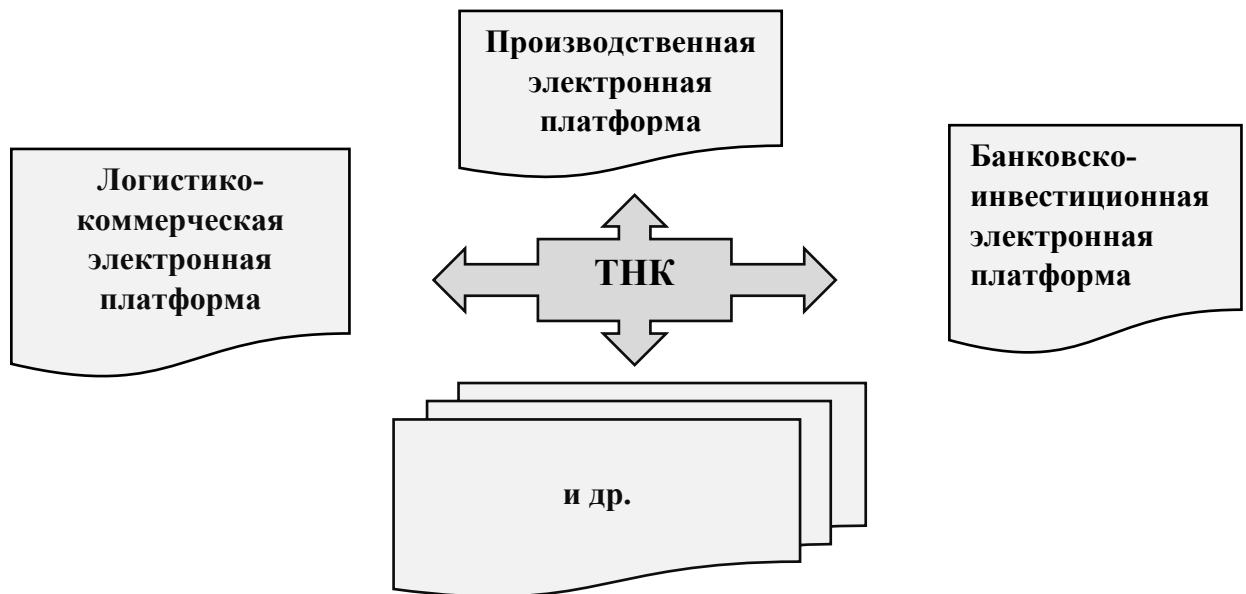 Производственная
электронная
платформа
Логистико-
коммерческая
электронная
платформа
Банковско-
инвестиционная
электронная
платформа
ТНК
и др.